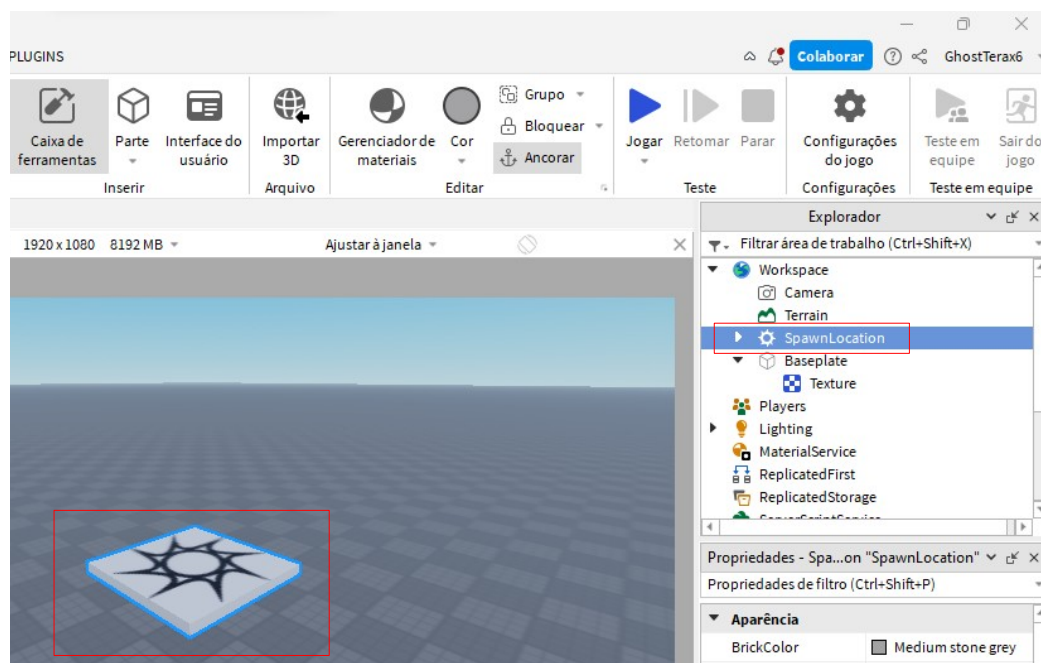 PLUGINS
Colaborar
GhostTerax6
Caixa de
ferramentas
Parte
Interface do
usuário
Importar
3D
Gerenciador de
materiais
Cor
Grupo
Bloquear
Ancorar
Jogar
Retomar
Parar
Configurações
do jogo
Teste em
equipe
Sair do
jogo
Inserir
Arquivo
Editar
Teste
Configurações
Teste em equipe
Explorador
1920 x 1080 8192 MB
Ajustar à janela
Filtrar área de trabalho (Ctrl+Shift+X)
Workspace
Camera
Terrain
SpawnLocation
Baseplate
Texture
Players
Lighting
MaterialService
ReplicatedFirst
ReplicatedStorage
ServerScriptService
Propriedades - Spa...on "SpawnLocation"
Propriedades de filtro (Ctrl+Shift+P)
Aparência
BrickColor
Medium stone grey